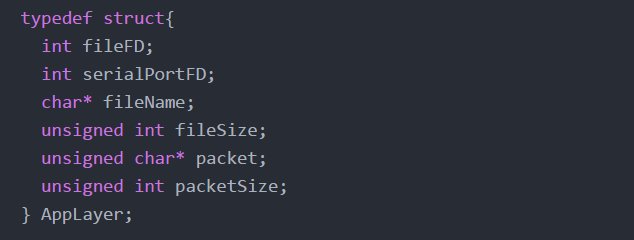 typedef struct{
  int fileFD;
  int serialPortFD;
  char* fileName;
  unsigned int fileSize;
  unsigned char* packet;
  unsigned int packetSize;
} AppLayer;